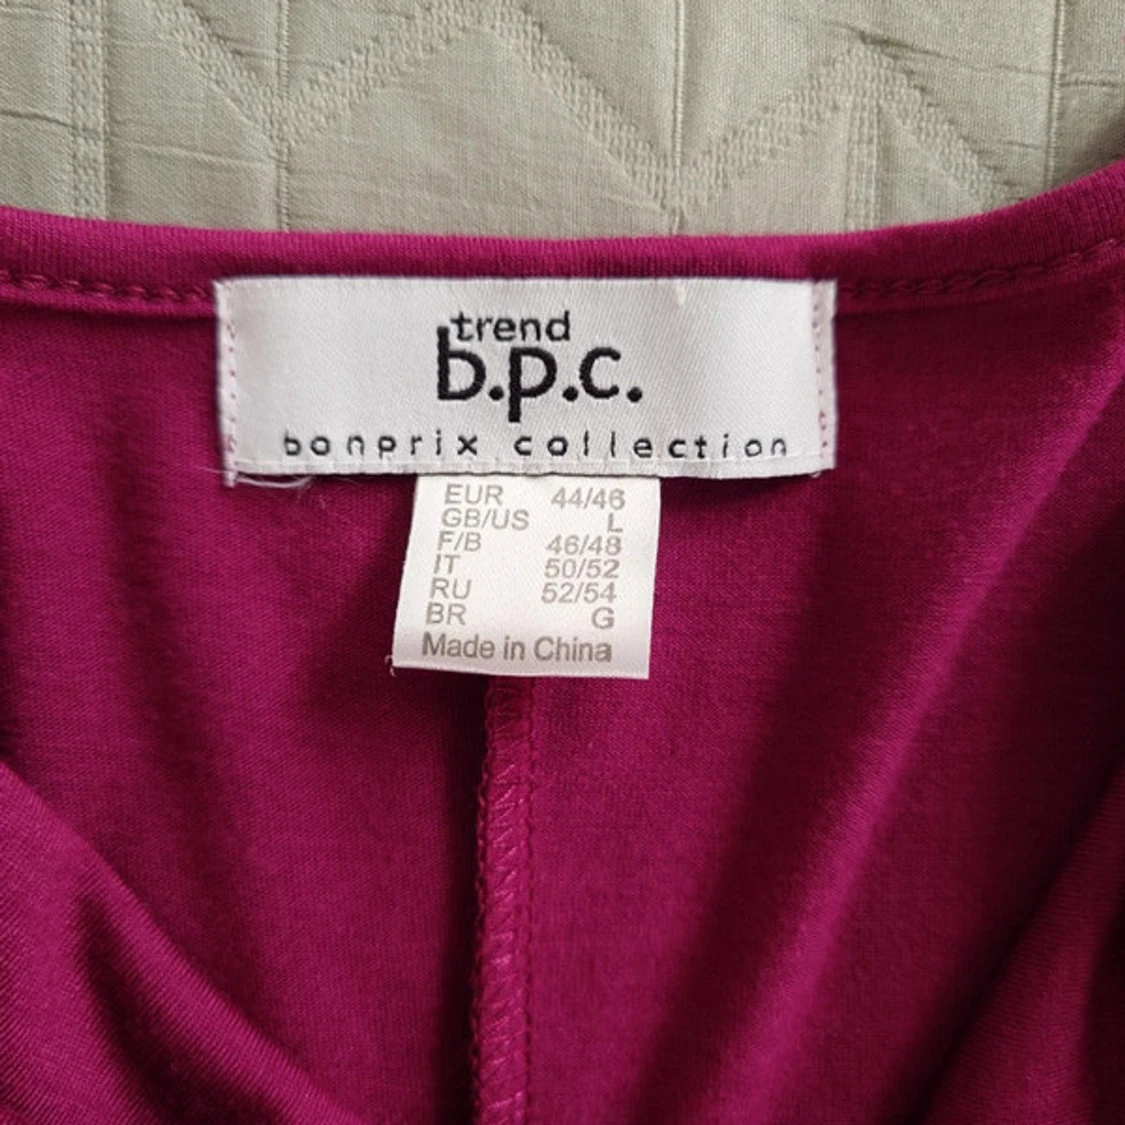 trend
b.p.c.
bonprix collection
EUR 44/46
GB/US L
F/B 46/48
IT 50/52
RU 52/54
BR G
Made in China